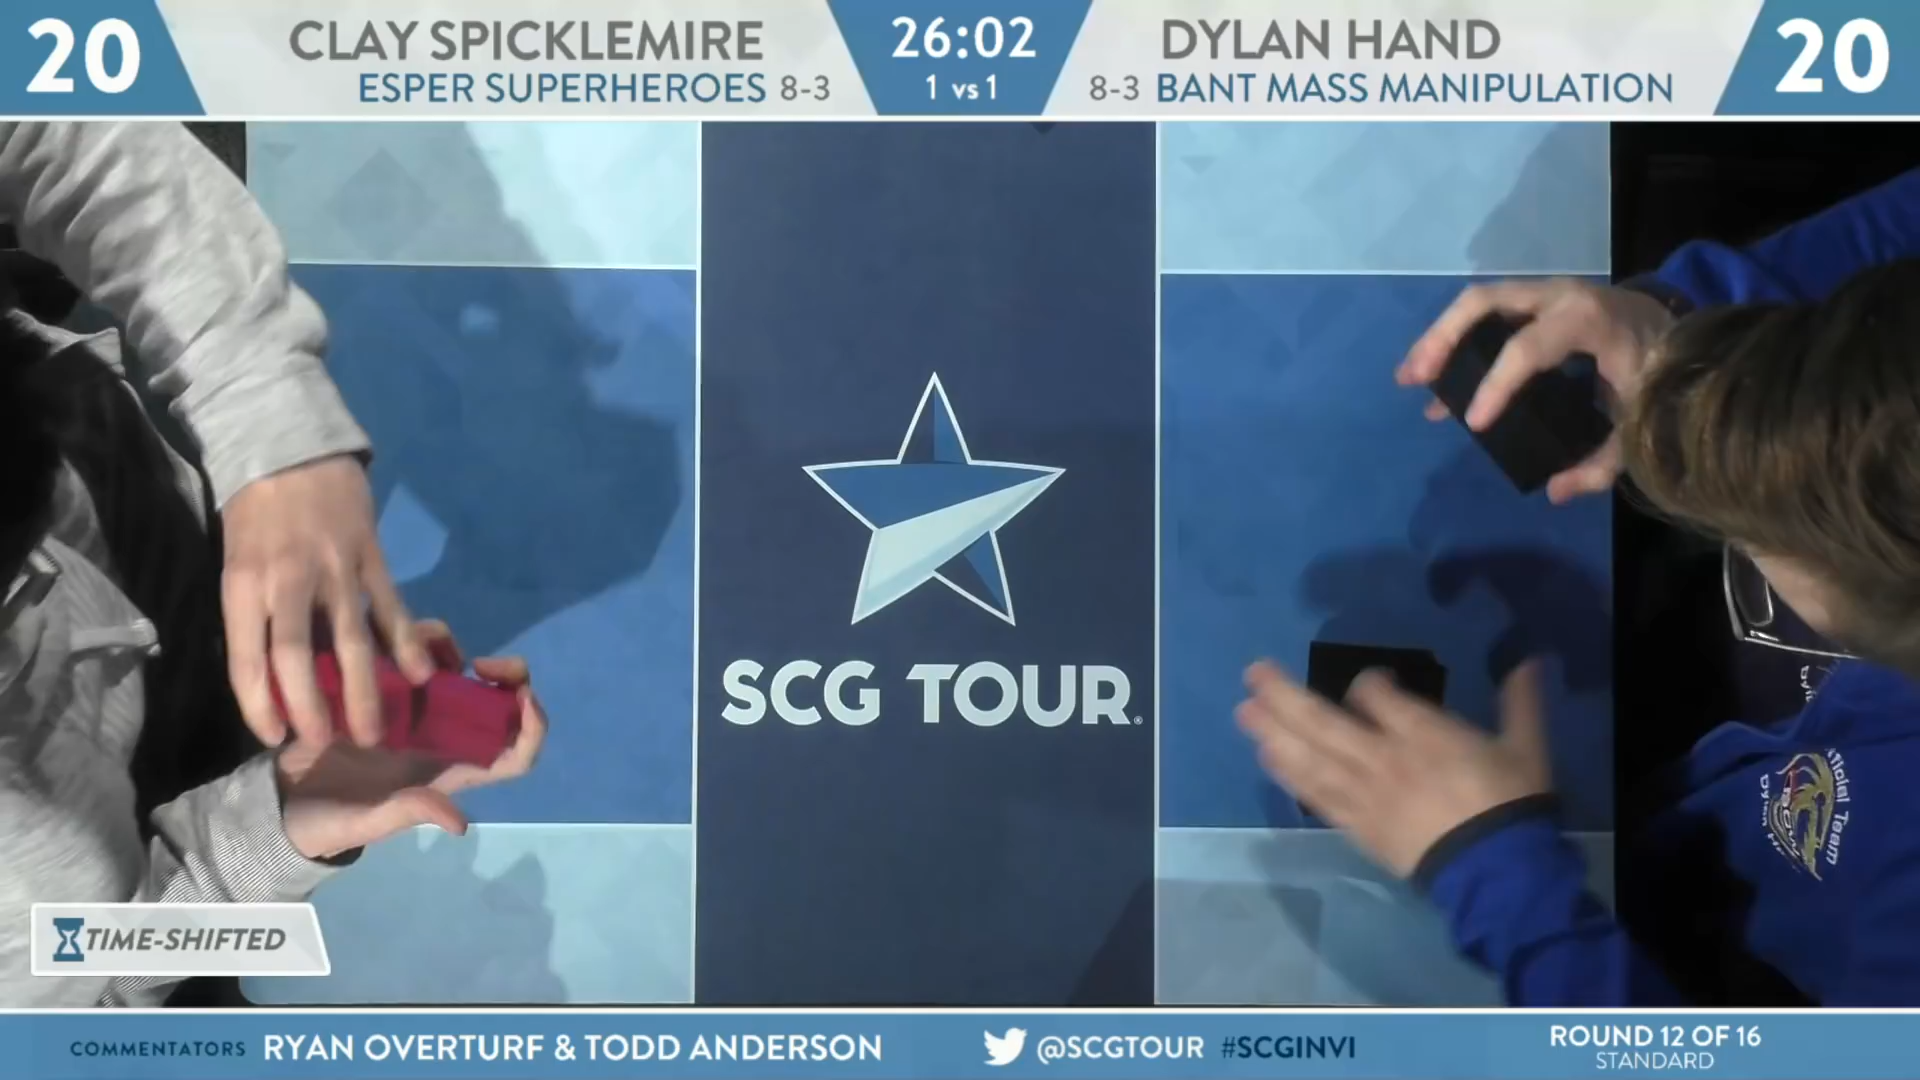 20
CLAY SPICKLEMIRE
ESPER SUPERHEROES 8-3
26:02
1 vs 1
DYLAN HAND
8-3 BANT MASS MANIPULATION
20
SCG TOUR®
TIME-SHIFTED
COMMENTATORS RYAN OVERTURF & TODD ANDERSON
@SCGTOUR #SCGINVI
ROUND 12 OF 16
STANDARD
Team